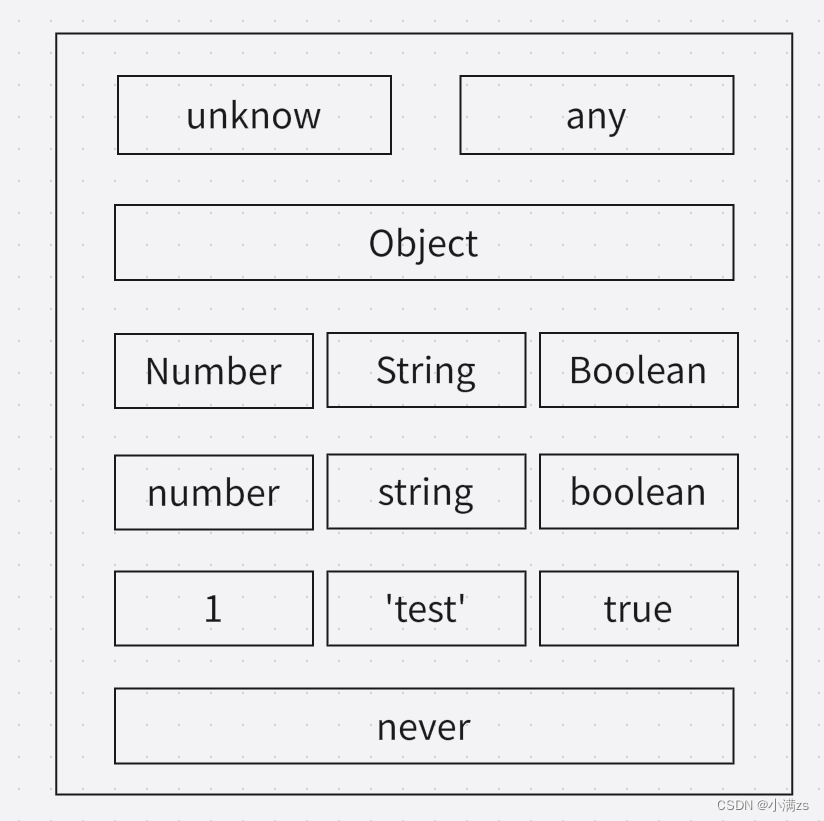 unknow
any
Object
Number
String
Boolean
number
string
boolean
1
'test'
true
never
CSDN @小满zs